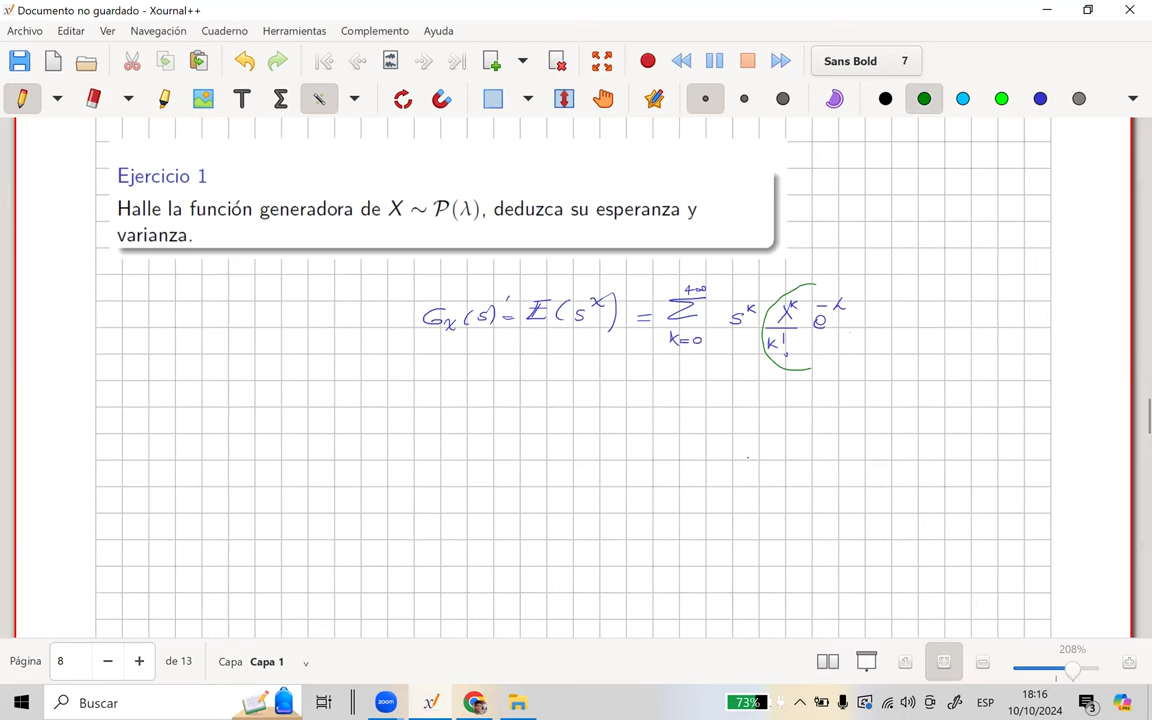 Documento no guardado - Xournal++
Archivo Editar Ver Navegación Cuaderno Herramientas Complemento Ayuda
Sans Bold 7
Ejercicio 1
Halle la función generadora de X ∼ P(λ), deduzca su esperanza y
varianza.
G_X(s) = E(s^X) = ∑_{k=0}^{+∞} s^k λ^k/k! e^{-λ}
Página 8 de 13 Capa Capa 1
208%
Buscar
zoom
73%
ESP
18:16
10/10/2024
3